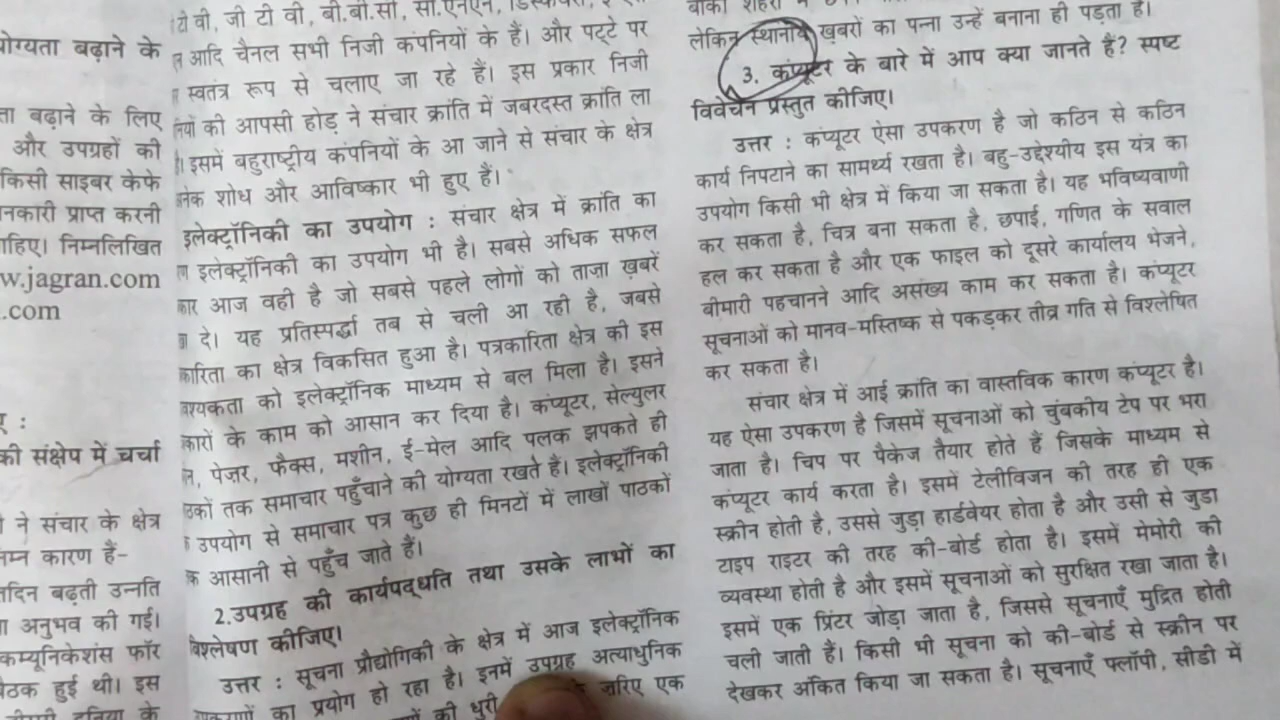 योग्यता बढ़ाने के
बढ़ाने के लिए
और उपग्रहों की
किसी साइबर केफे
प्राप्त करनी
निम्नलिखित
w.jagran.com
.com
की संक्षेप में चर्चा
ने संचार के क्षेत्र
कारण हैं-
बढ़ती उन्नति
अनुभव की गई।
कम्यूनिकेशंस फॉर
हुई थी। इस
दुनिया के
टी वी, जी टी वी, बी.बी.सी, सी.एनएन,
आदि चैनल सभी निजी कंपनियों के हैं। और पट्टे पर
स्वतंत्र रूप से चलाए जा रहे हैं। इस प्रकार निजी
की आपसी होड़ ने संचार क्रांति में जबरदस्त क्रांति ला
इसमें बहुराष्ट्रीय कंपनियों के आ जाने से संचार के क्षेत्र
शोध और आविष्कार भी हुए हैं।
इलेक्ट्रॉनिकी का उपयोग : संचार क्षेत्र में क्रांति का
इलेक्ट्रॉनिकी का उपयोग भी है। सबसे अधिक सफल
आज वही है जो सबसे पहले लोगों को ताज़ा ख़बरें
दे। यह प्रतिस्पर्द्धा तब से चली आ रही है, जबसे
का क्षेत्र विकसित हुआ है। पत्रकारिता क्षेत्र की इस
को इलेक्ट्रॉनिक माध्यम से बल मिला है। इसने
के काम को आसान कर दिया है। कंप्यूटर, सेल्युलर
पेजर, फैक्स, मशीन, ई-मेल आदि पलक झपकते ही
तक समाचार पहुँचाने की योग्यता रखते हैं। इलेक्ट्रॉनिकी
उपयोग से समाचार पत्र कुछ ही मिनटों में लाखों पाठकों
आसानी से पहुँच जाते हैं।
2.उपग्रह की कार्यपद्धति तथा उसके लाभों का
विश्लेषण कीजिए।
उत्तर : सूचना प्रौद्योगिकी के क्षेत्र में आज इलेक्ट्रॉनिक
का प्रयोग हो रहा है। इनमें उपग्रह अत्याधुनिक
की धुरी जरिए एक
लेकिन स्थानीय ख़बरों का पन्ना उन्हें बनाना ही पड़ता है।
3. कंप्यूटर के बारे में आप क्या जानते हैं? स्पष्ट
विवेचन प्रस्तुत कीजिए।
उत्तर : कंप्यूटर ऐसा उपकरण है जो कठिन से कठिन
कार्य निपटाने का सामर्थ्य रखता है। बहु-उद्देश्यीय इस यंत्र का
उपयोग किसी भी क्षेत्र में किया जा सकता है। यह भविष्यवाणी
कर सकता है, चित्र बना सकता है, छपाई, गणित के सवाल
हल कर सकता है और एक फाइल को दूसरे कार्यालय भेजने,
बीमारी पहचानने आदि असंख्य काम कर सकता है। कंप्यूटर
सूचनाओं को मानव-मस्तिष्क से पकड़कर तीव्र गति से विश्लेषित
कर सकता है।
संचार क्षेत्र में आई क्रांति का वास्तविक कारण कंप्यूटर है।
यह ऐसा उपकरण है जिसमें सूचनाओं को चुंबकीय टेप पर भरा
जाता है। चिप पर पैकेज तैयार होते हैं जिसके माध्यम से
कंप्यूटर कार्य करता है। इसमें टेलीविजन की तरह ही एक
स्क्रीन होती है, उससे जुड़ा हार्डवेयर होता है और उसी से जुडा
टाइप राइटर की तरह की-बोर्ड होता है। इसमें मेमोरी की
व्यवस्था होती है और इसमें सूचनाओं को सुरक्षित रखा जाता है।
इसमें एक प्रिंटर जोड़ा जाता है, जिससे सूचनाएँ मुद्रित होती
चली जाती हैं। किसी भी सूचना को की-बोर्ड से स्क्रीन पर
देखकर अंकित किया जा सकता है। सूचनाएँ फ्लॉपी, सीडी में